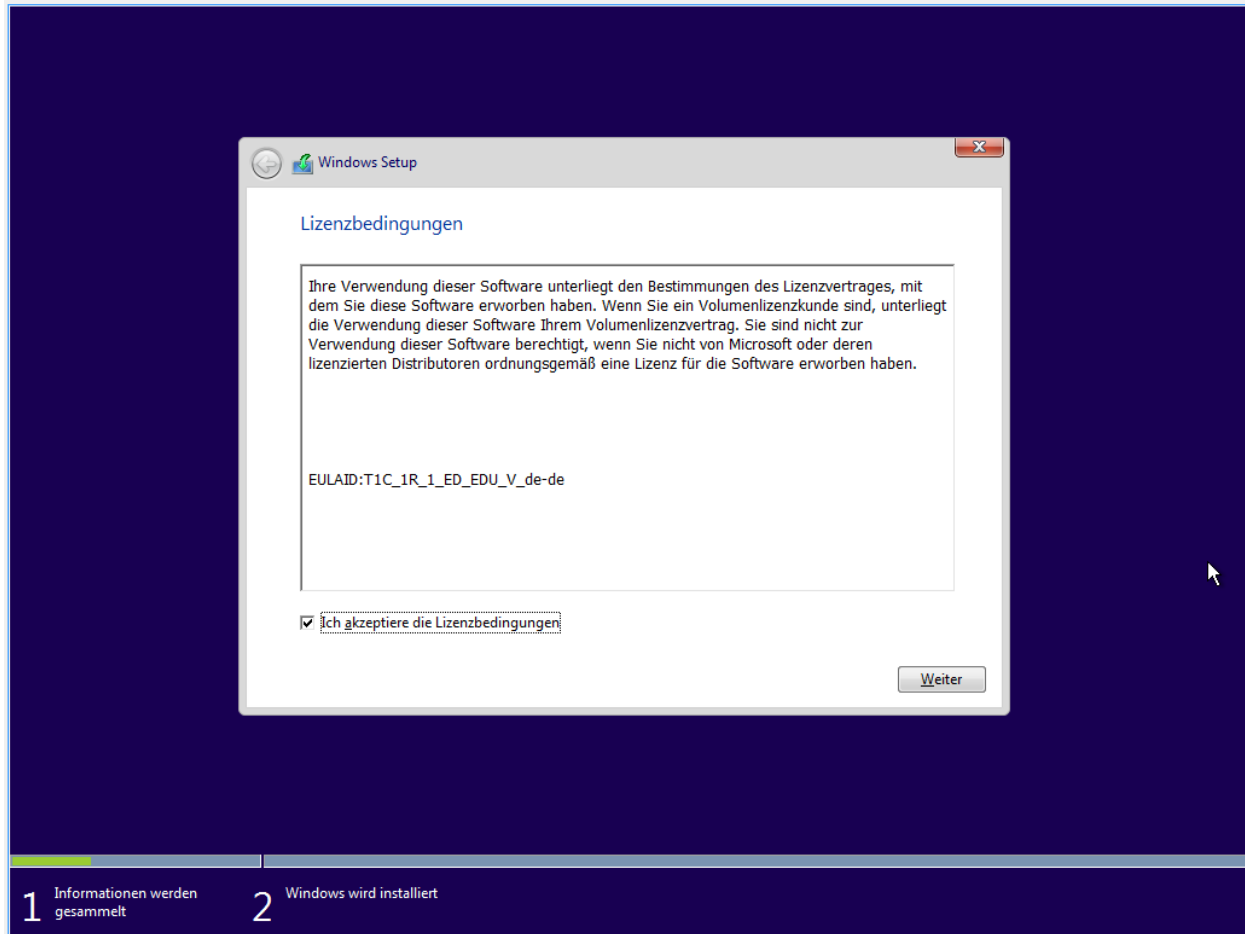 Windows Setup
Lizenzbedingungen
Ihre Verwendung dieser Software unterliegt den Bestimmungen des Lizenzvertrages, mit
dem Sie diese Software erworben haben. Wenn Sie ein Volumenlizenzkunde sind, unterliegt
die Verwendung dieser Software Ihrem Volumenlizenzvertrag. Sie sind nicht zur
Verwendung dieser Software berechtigt, wenn Sie nicht von Microsoft oder deren
lizenzierten Distributoren ordnungsgemäß eine Lizenz für die Software erworben haben.
EULAID:T1C_1R_1_ED_EDU_V_de-de
Ich akzeptiere die Lizenzbedingungen
Weiter
1 Informationen werden
gesammelt
2 Windows wird installiert